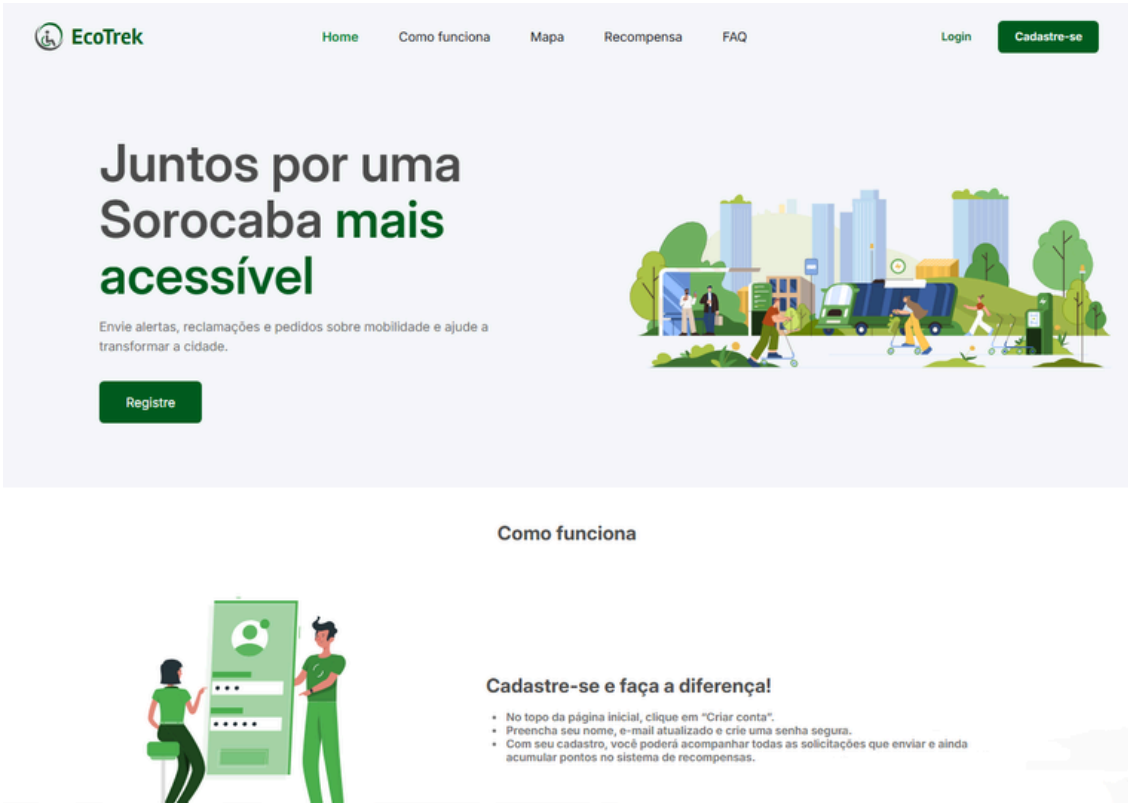 EcoTrek
Home Como funciona Mapa Recompensa FAQ
Login Cadastre-se
Juntos por uma
Sorocaba mais
acessível
Envie alertas, reclamações e pedidos sobre mobilidade e ajude a
transformar a cidade.
Registre
Como funciona
Cadastre-se e faça a diferença!
• No topo da página inicial, clique em “Criar conta”.
• Preencha seu nome, e-mail atualizado e crie uma senha segura.
• Com seu cadastro, você poderá acompanhar todas as solicitações que enviar e ainda
acumular pontos no sistema de recompensas.